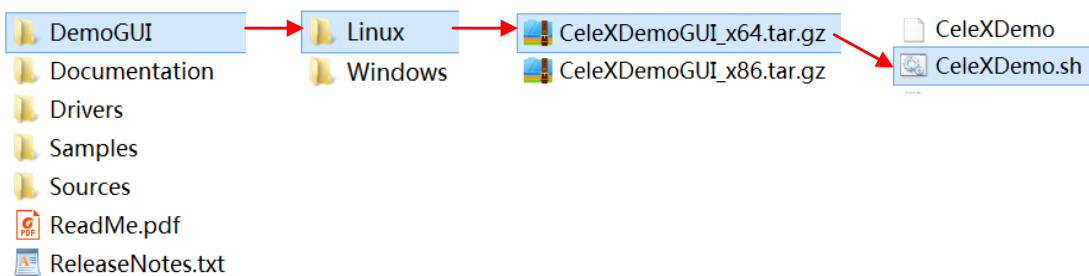 DemoGUI
Documentation
Drivers
Samples
Sources
ReadMe.pdf
ReleaseNotes.txt
Linux
Windows
CeleXDemoGUI_x64.tar.gz
CeleXDemoGUI_x86.tar.gz
CeleXDemo
CeleXDemo.sh